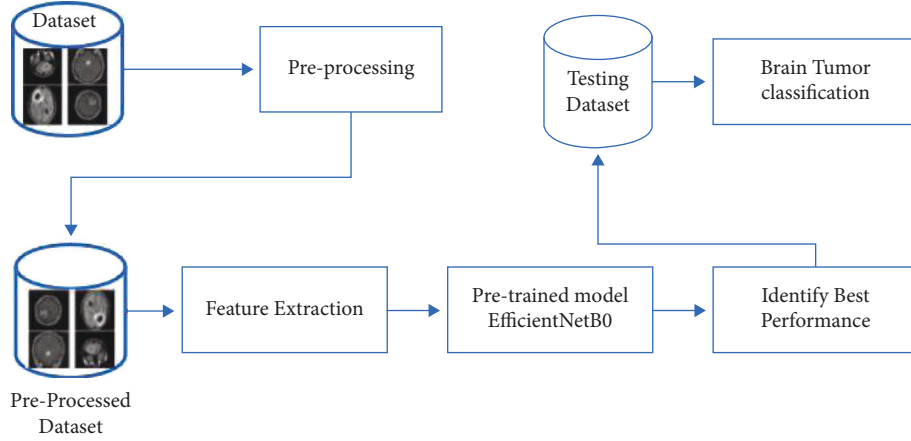 Dataset
Pre-processing
Testing
Dataset
Brain Tumor
classification
Feature Extraction
Pre-trained model
EfficientNetB0
Identify Best
Performance
Pre-Processed
Dataset